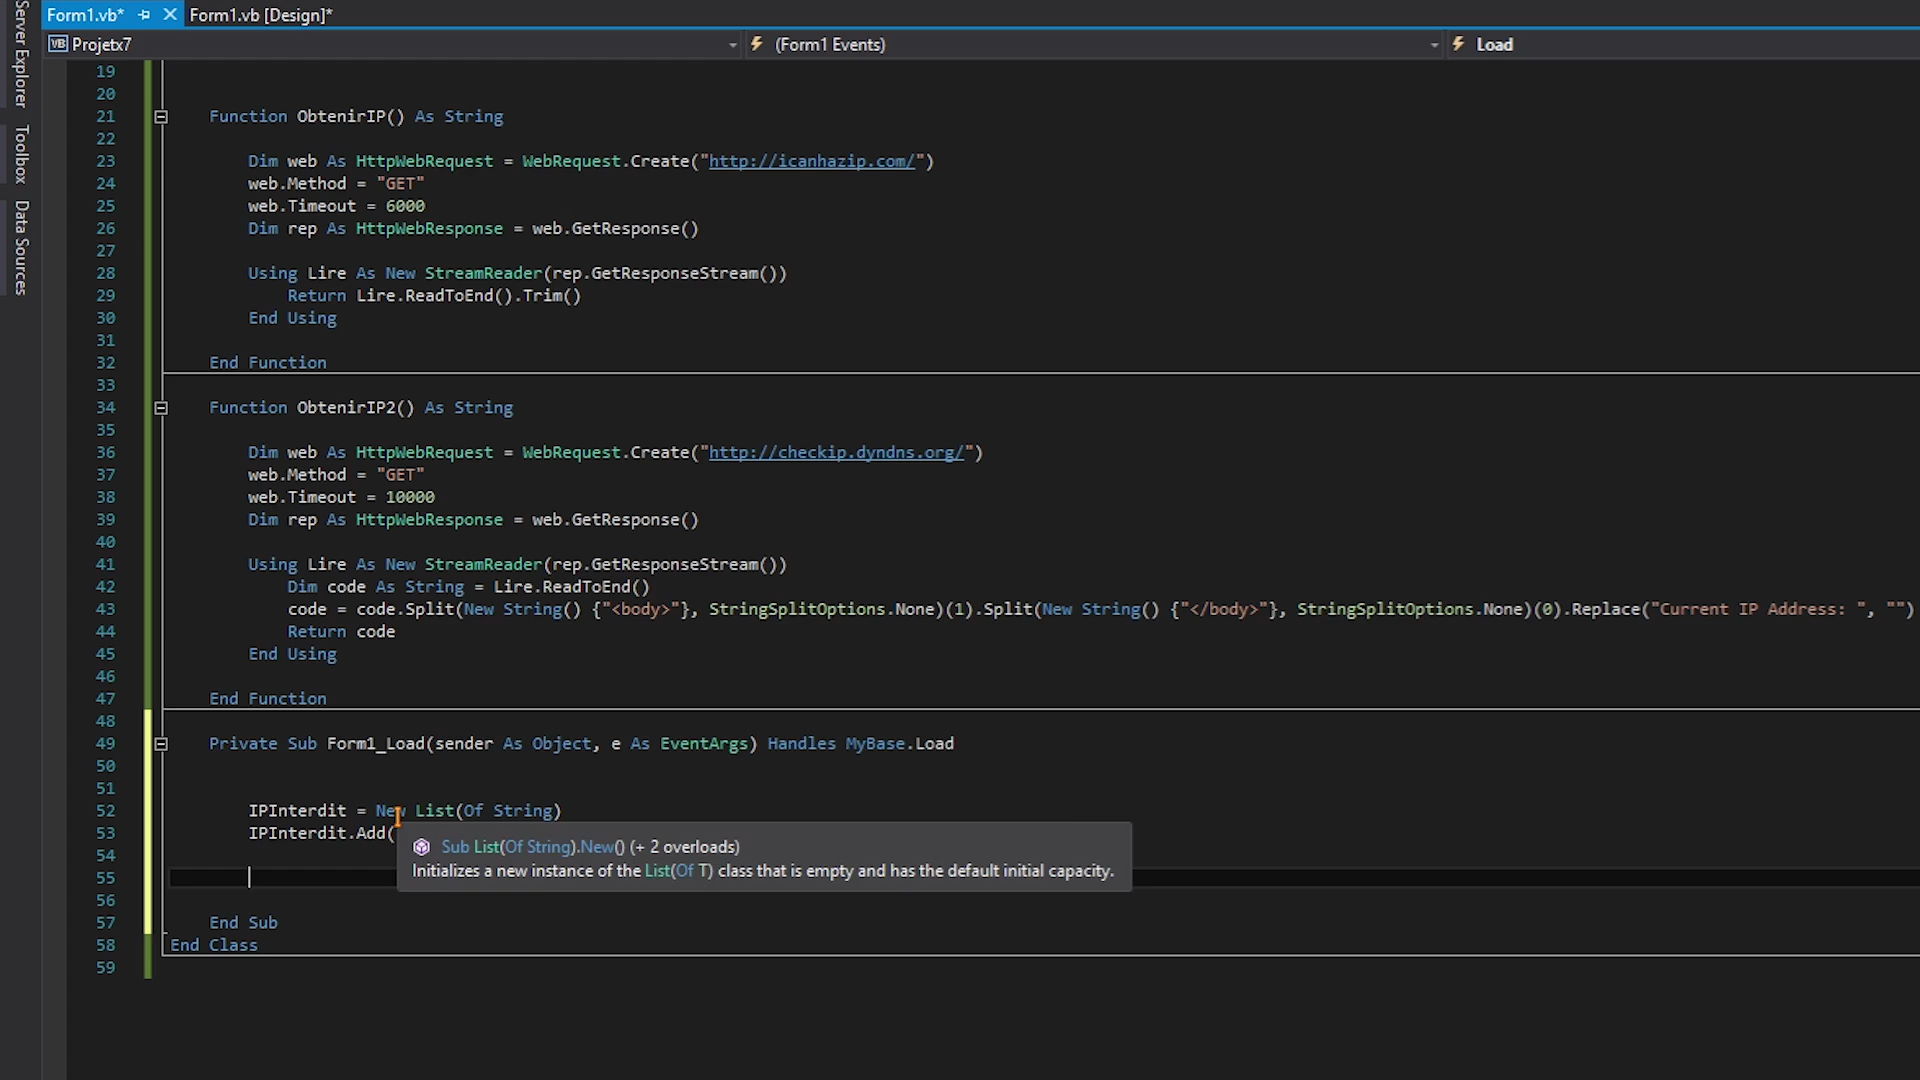 Form1.vb*
Form1.vb [Design]*
Server Explorer
Toolbox
Data Sources
VB Projetx7
(Form1 Events)
Load
19
20
21 Function ObtenirIP() As String
22
23 Dim web As HttpWebRequest = WebRequest.Create("http://icanhazip.com/")
24 web.Method = "GET"
25 web.Timeout = 6000
26 Dim rep As HttpWebResponse = web.GetResponse()
27
28 Using Lire As New StreamReader(rep.GetResponseStream())
29 Return Lire.ReadToEnd().Trim()
30 End Using
31
32 End Function
33
34 Function ObtenirIP2() As String
35
36 Dim web As HttpWebRequest = WebRequest.Create("http://checkip.dyndns.org/")
37 web.Method = "GET"
38 web.Timeout = 10000
39 Dim rep As HttpWebResponse = web.GetResponse()
40
41 Using Lire As New StreamReader(rep.GetResponseStream())
42 Dim code As String = Lire.ReadToEnd()
43 code = code.Split(New String() {"<body>"}, StringSplitOptions.None)(1).Split(New String() {"</body>"}, StringSplitOptions.None)(0).Replace("Current IP Address: ", "")
44 Return code
45 End Using
46
47 End Function
48
49 Private Sub Form1_Load(sender As Object, e As EventArgs) Handles MyBase.Load
50
51
52 IPInterdit = New List(Of String)
53 IPInterdit.Add(
Sub List(Of String).New() (+ 2 overloads)
Initializes a new instance of the List(Of T) class that is empty and has the default initial capacity.
54
55
56
57 End Sub
58 End Class
59